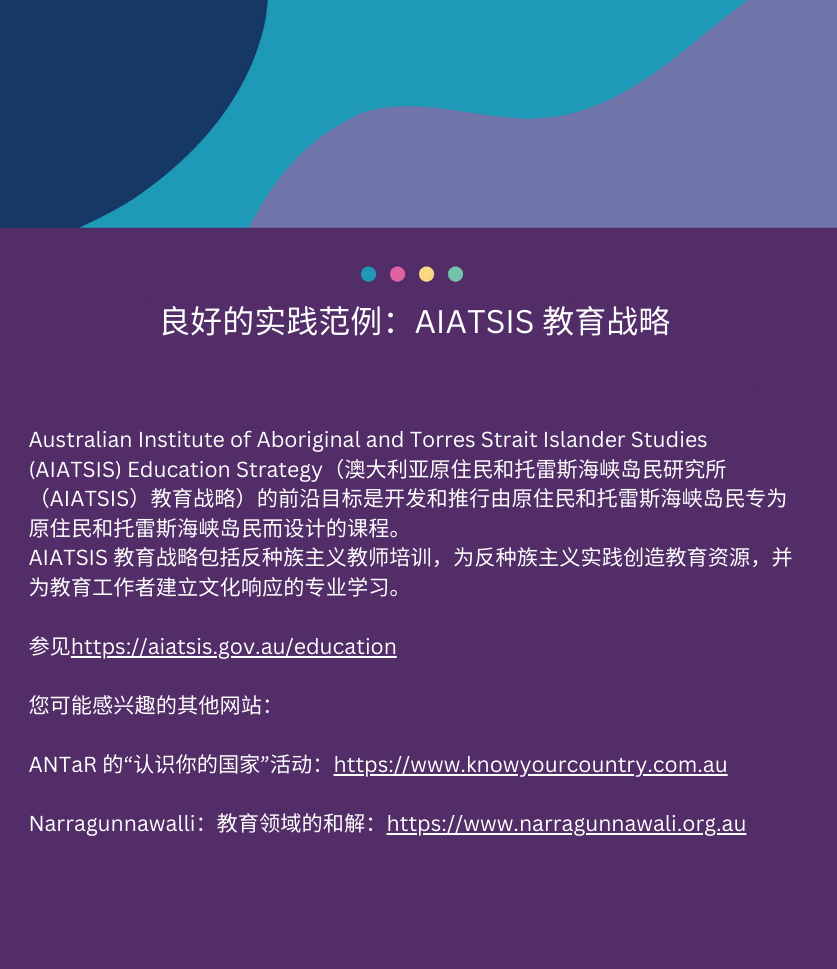 良好的实践范例：AIATSIS 教育战略
Australian Institute of Aboriginal and Torres Strait Islander Studies
(AIATSIS) Education Strategy（澳大利亚原住民和托雷斯海峡岛民研究所
（AIATSIS）教育战略）的前沿目标是开发和推行由原住民和托雷斯海峡岛民专为
原住民和托雷斯海峡岛民而设计的课程。
AIATSIS 教育战略包括反种族主义教师培训，为反种族主义实践创造教育资源，并
为教育工作者建立文化响应的专业学习。
参见https://aiatsis.gov.au/education
您可能感兴趣的其他网站：
ANTaR 的“认识你的国家”活动：https://www.knowyourcountry.com.au
Narragunnawalli：教育领域的和解：https://www.narragunnawali.org.au